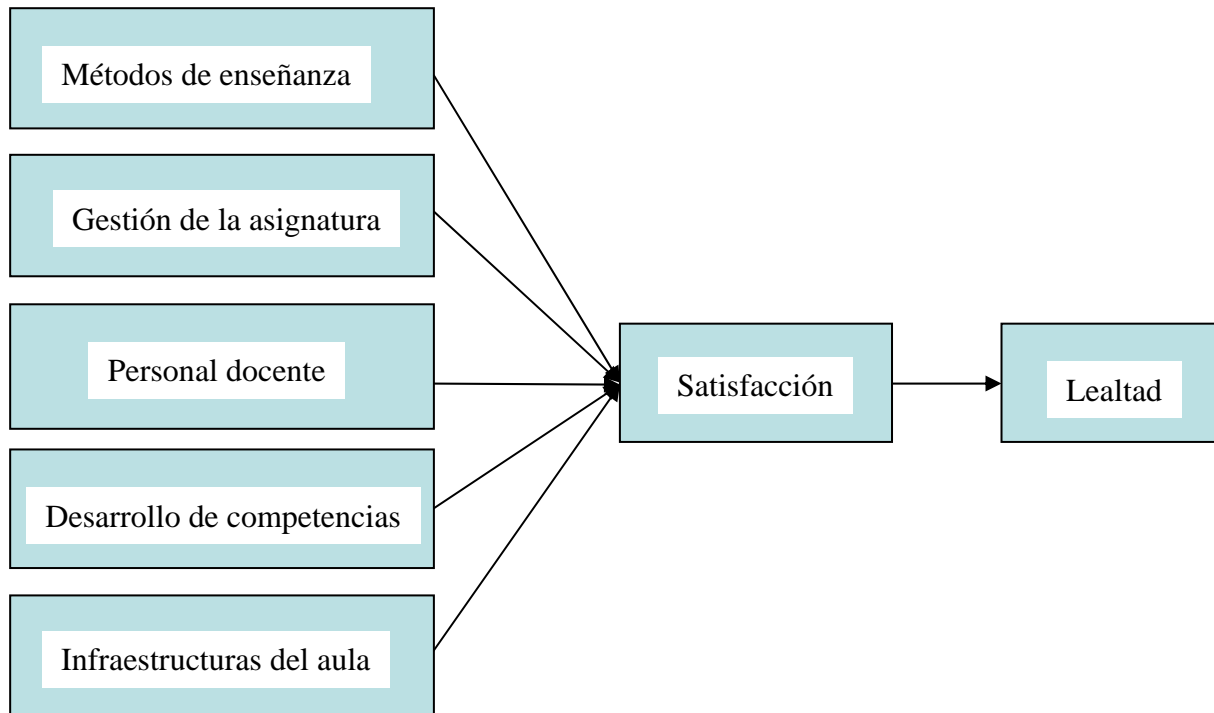 Métodos de enseñanza
Gestión de la asignatura
Personal docente
Desarrollo de competencias
Infraestructuras del aula
Satisfacción
Lealtad